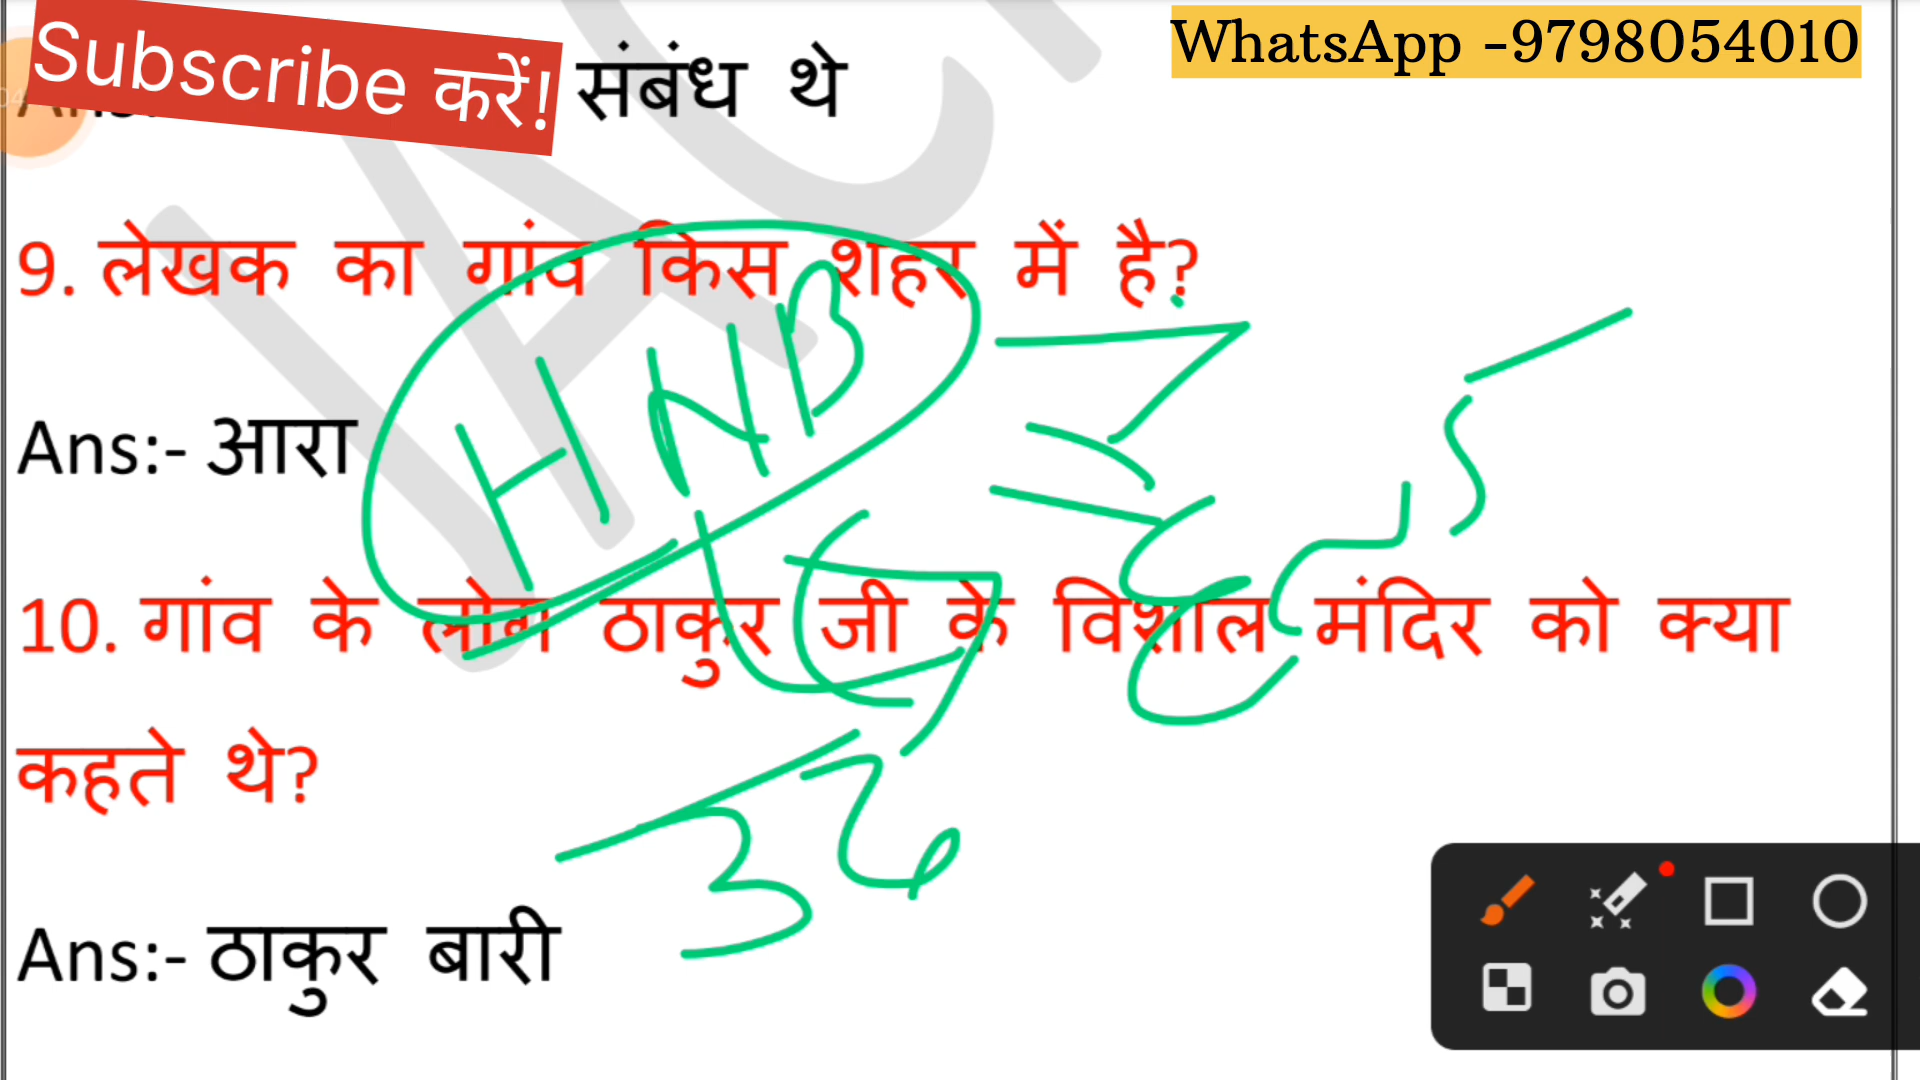 Subscribe करें!
WhatsApp -9798054010
संबंध थे
9. लेखक का गांव किस शहर में है?
Ans:- आरा
HNB
10. गांव के लोग ठाकुर जी के विशाल मंदिर को क्या
कहते थे?
Ans:- ठाकुर बारी